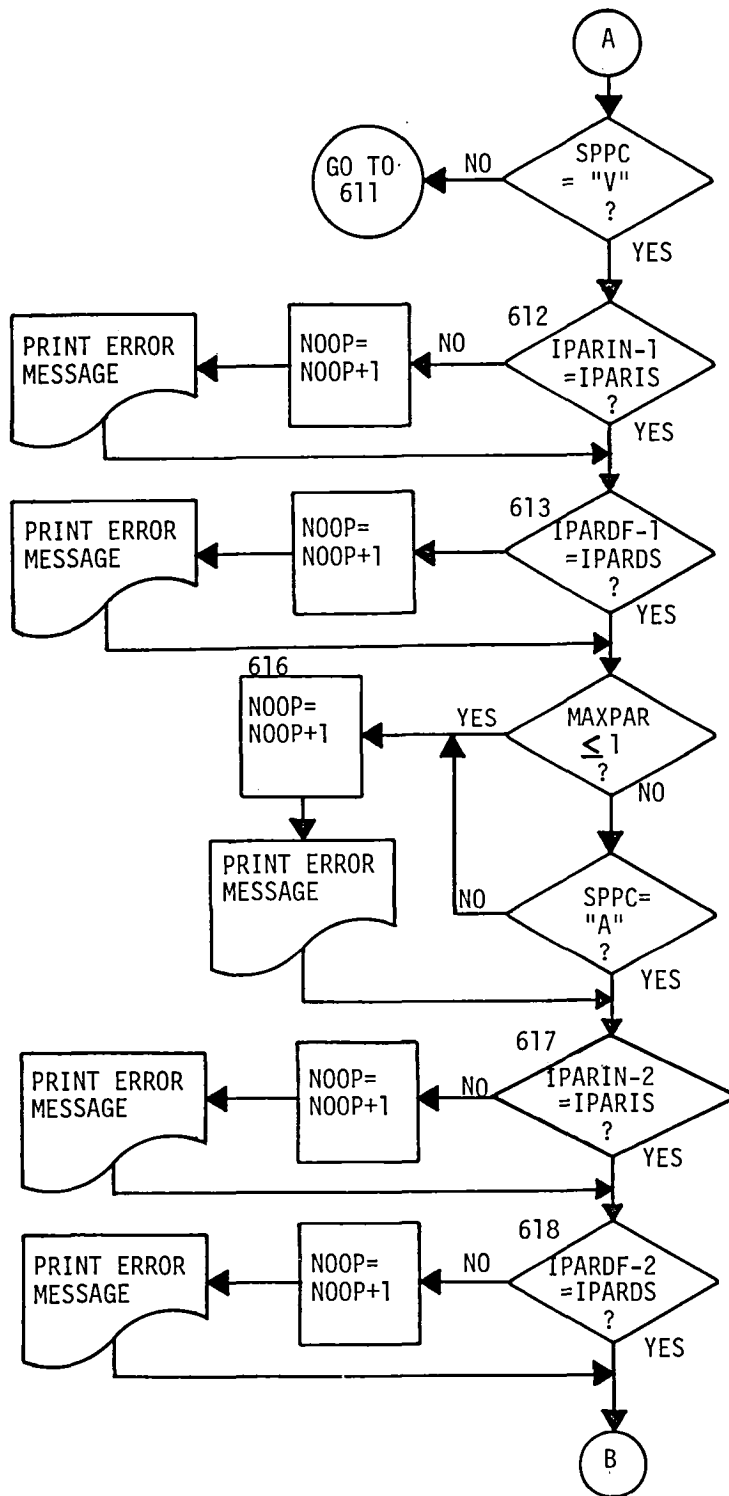 A
SPPC
= "V"
?
NO
GO TO
611
YES
612
IPARIN-1
=IPARIS
?
NO
NOOP=
NOOP+1
PRINT ERROR
MESSAGE
YES
613
IPARDF-1
=IPARDS
?
NOOP=
NOOP+1
PRINT ERROR
MESSAGE
YES
MAXPAR
≤ 1
?
YES
616
NOOP=
NOOP+1
NO
PRINT ERROR
MESSAGE
SPPC=
"A"
?
NO
YES
617
IPARIN-2
=IPARIS
?
NO
NOOP=
NOOP+1
PRINT ERROR
MESSAGE
YES
618
IPARDF-2
=IPARDS
?
NO
NOOP=
NOOP+1
PRINT ERROR
MESSAGE
YES
B